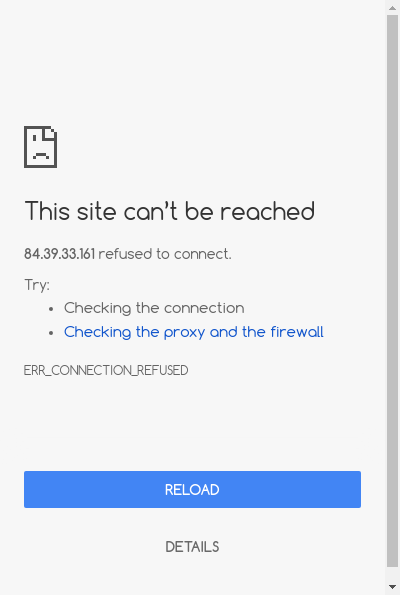 This site can't be reached
84.39.33.161 refused to connect.
Try:
Checking the connection
Checking the proxy and the firewall
ERR_CONNECTION_REFUSED
RELOAD
DETAILS